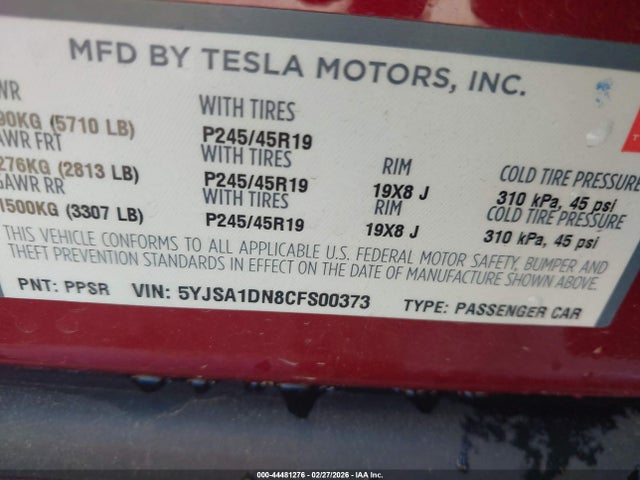 MFD BY TESLA MOTORS, INC.
WR WITH TIRES
90KG (5710 LB) P245/45R19 RIM COLD TIRE PRESSURE
AWR FRT WITH TIRES
276KG (2813 LB) P245/45R19 19X8 J 310 kPa, 45 psi
GAWR RR WITH TIRES RIM COLD TIRE PRESSURE
1500KG (3307 LB) P245/45R19 19X8 J 310 kPa, 45 psi
THIS VEHICLE CONFORMS TO ALL APPLICABLE U.S. FEDERAL MOTOR SAFETY, BUMPER AND
THEFT PREVENTION STANDARDS IN EFFECT ON THE DATE OF MANUFACTURE SHOWN ABOVE.
PNT: PPSR VIN: 5YJSA1DN8CFS00373 TYPE: PASSENGER CAR
000-44481276 - 02/27/2026 - IAA Inc.